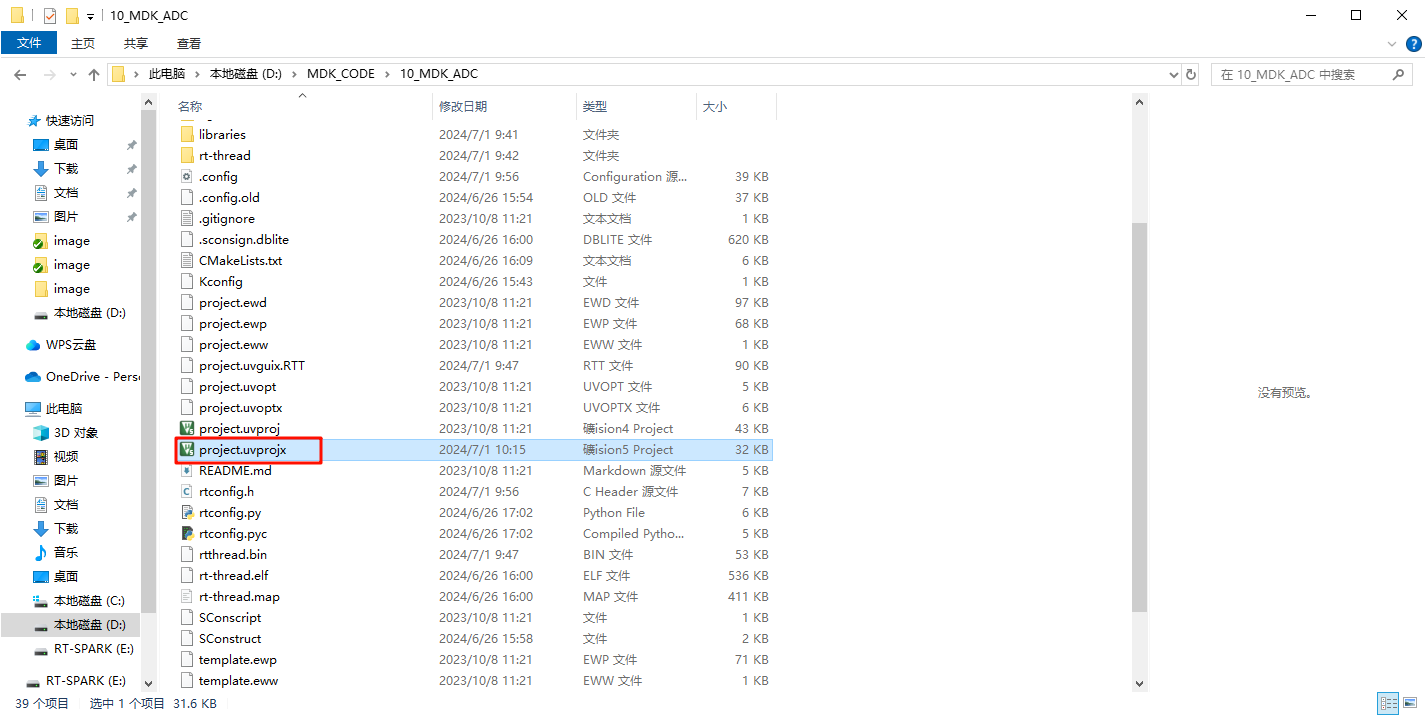 10_MDK_ADC
文件 主页 共享 查看
此电脑 本地磁盘 (D:) MDK_CODE 10_MDK_ADC 在 10_MDK_ADC 中搜索
快速访问
桌面
下载
文档
图片
image
image
image
本地磁盘 (D:)
WPS云盘
OneDrive - Perso
此电脑
3D 对象
视频
图片
文档
下载
音乐
桌面
本地磁盘 (C:)
本地磁盘 (D:)
RT-SPARK (E:)
RT-SPARK (E:)
名称 修改日期 类型 大小
libraries 2024/7/1 9:41 文件夹
rt-thread 2024/7/1 9:42 文件夹
.config 2024/7/1 9:56 Configuration 源... 39 KB
.config.old 2024/6/26 15:54 OLD 文件 37 KB
.gitignore 2023/10/8 11:21 文本文档 1 KB
.sconsign.dblite 2024/6/26 16:00 DBLITE 文件 620 KB
CMakeLists.txt 2024/6/26 16:09 文本文档 6 KB
Kconfig 2024/6/26 15:43 文件 1 KB
project.ewd 2023/10/8 11:21 EWD 文件 97 KB
project.ewp 2023/10/8 11:21 EWP 文件 68 KB
project.eww 2023/10/8 11:21 EWW 文件 1 KB
project.uvguix.RTT 2024/7/1 9:47 RTT 文件 90 KB
project.uvopt 2023/10/8 11:21 UVOPT 文件 5 KB
project.uvoptx 2023/10/8 11:21 UVOPTX 文件 6 KB
project.uvproj 2023/10/8 11:21 礦ision4 Project 43 KB
project.uvprojx 2024/7/1 10:15 礦ision5 Project 32 KB
README.md 2023/10/8 11:21 Markdown 源文件 5 KB
rtconfig.h 2024/7/1 9:56 C Header 源文件 7 KB
rtconfig.py 2024/6/26 17:02 Python File 6 KB
rtconfig.pyc 2024/6/26 17:02 Compiled Pytho... 5 KB
rtthread.bin 2024/7/1 9:47 BIN 文件 53 KB
rt-thread.elf 2024/6/26 16:00 ELF 文件 536 KB
rt-thread.map 2024/6/26 16:00 MAP 文件 411 KB
SConscript 2023/10/8 11:21 文件 1 KB
SConstruct 2024/6/26 15:58 文件 2 KB
template.ewp 2023/10/8 11:21 EWP 文件 71 KB
template.eww 2023/10/8 11:21 EWW 文件 1 KB
没有预览。
39 个项目 选中 1 个项目 31.6 KB